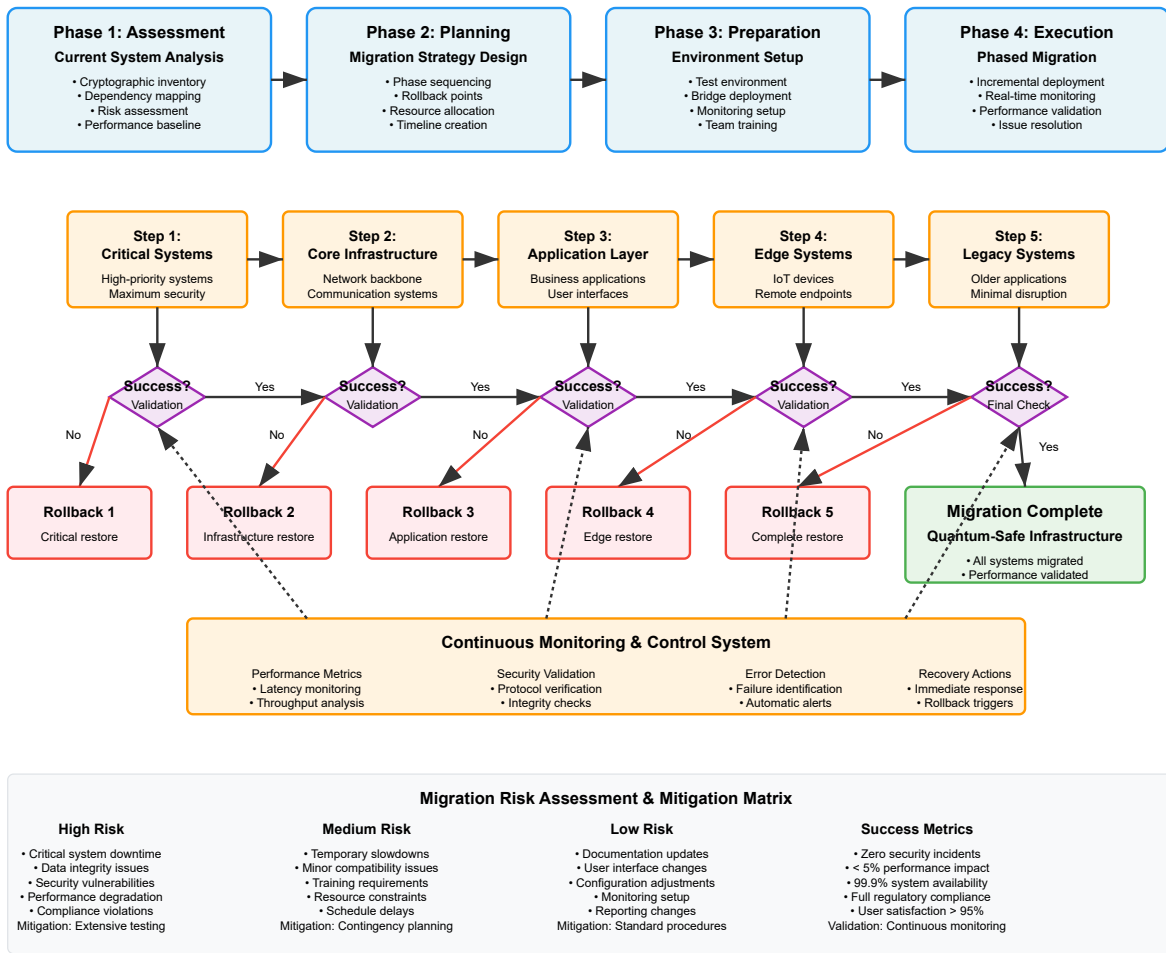 Phase 1: Assessment
Current System Analysis
• Cryptographic inventory
• Dependency mapping
• Risk assessment
• Performance baseline
Phase 2: Planning
Migration Strategy Design
• Phase sequencing
• Rollback points
• Resource allocation
• Timeline creation
Phase 3: Preparation
Environment Setup
• Test environment
• Bridge deployment
• Monitoring setup
• Team training
Phase 4: Execution
Phased Migration
• Incremental deployment
• Real-time monitoring
• Performance validation
• Issue resolution
Step 1:
Critical Systems
High-priority systems
Maximum security
Step 2:
Core Infrastructure
Network backbone
Communication systems
Step 3:
Application Layer
Business applications
User interfaces
Step 4:
Edge Systems
IoT devices
Remote endpoints
Step 5:
Legacy Systems
Older applications
Minimal disruption
Success?
Validation
Yes
Success?
Validation
Yes
Success?
Validation
Yes
Success?
Validation
Yes
Success?
Final Check
No
No
No
No
No
Yes
Rollback 1
Critical restore
Rollback 2
Infrastructure restore
Rollback 3
Application restore
Rollback 4
Edge restore
Rollback 5
Complete restore
Migration Complete
Quantum-Safe Infrastructure
• All systems migrated
• Performance validated
Continuous Monitoring & Control System
Performance Metrics
• Latency monitoring
• Throughput analysis
Security Validation
• Protocol verification
• Integrity checks
Error Detection
• Failure identification
• Automatic alerts
Recovery Actions
• Immediate response
• Rollback triggers
Migration Risk Assessment & Mitigation Matrix
High Risk
• Critical system downtime
• Data integrity issues
• Security vulnerabilities
• Performance degradation
• Compliance violations
Mitigation: Extensive testing
Medium Risk
• Temporary slowdowns
• Minor compatibility issues
• Training requirements
• Resource constraints
• Schedule delays
Mitigation: Contingency planning
Low Risk
• Documentation updates
• User interface changes
• Configuration adjustments
• Monitoring setup
• Reporting changes
Mitigation: Standard procedures
Success Metrics
• Zero security incidents
• < 5% performance impact
• 99.9% system availability
• Full regulatory compliance
• User satisfaction > 95%
Validation: Continuous monitoring